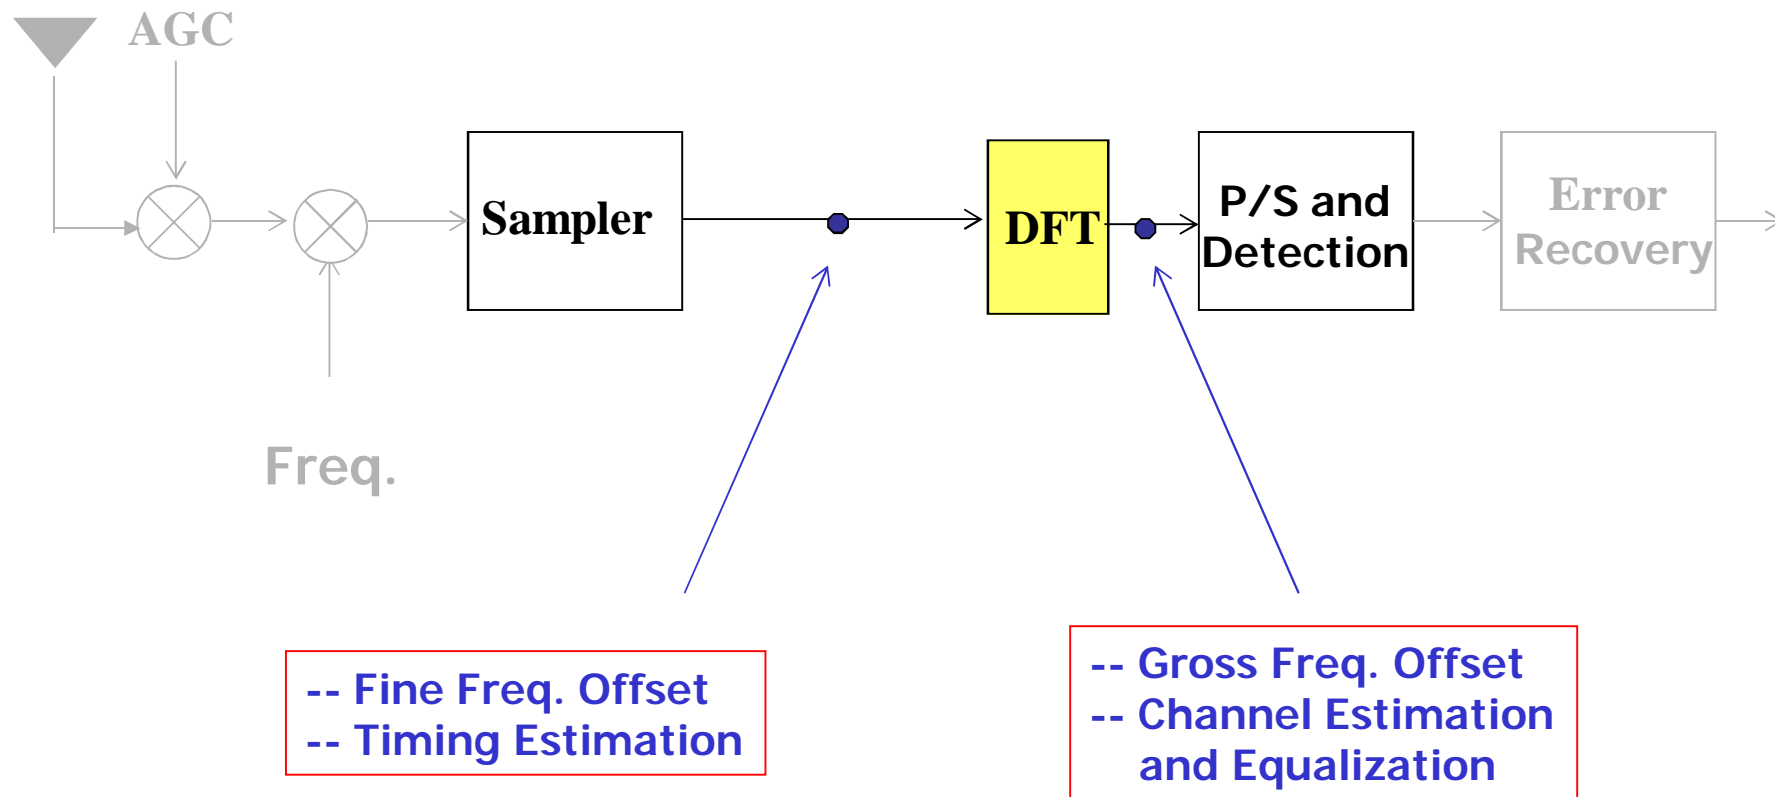 AGC
Sampler
DFT
P/S and
Detection
Error
Recovery
Freq.
-- Fine Freq. Offset
-- Timing Estimation
-- Gross Freq. Offset
-- Channel Estimation
and Equalization